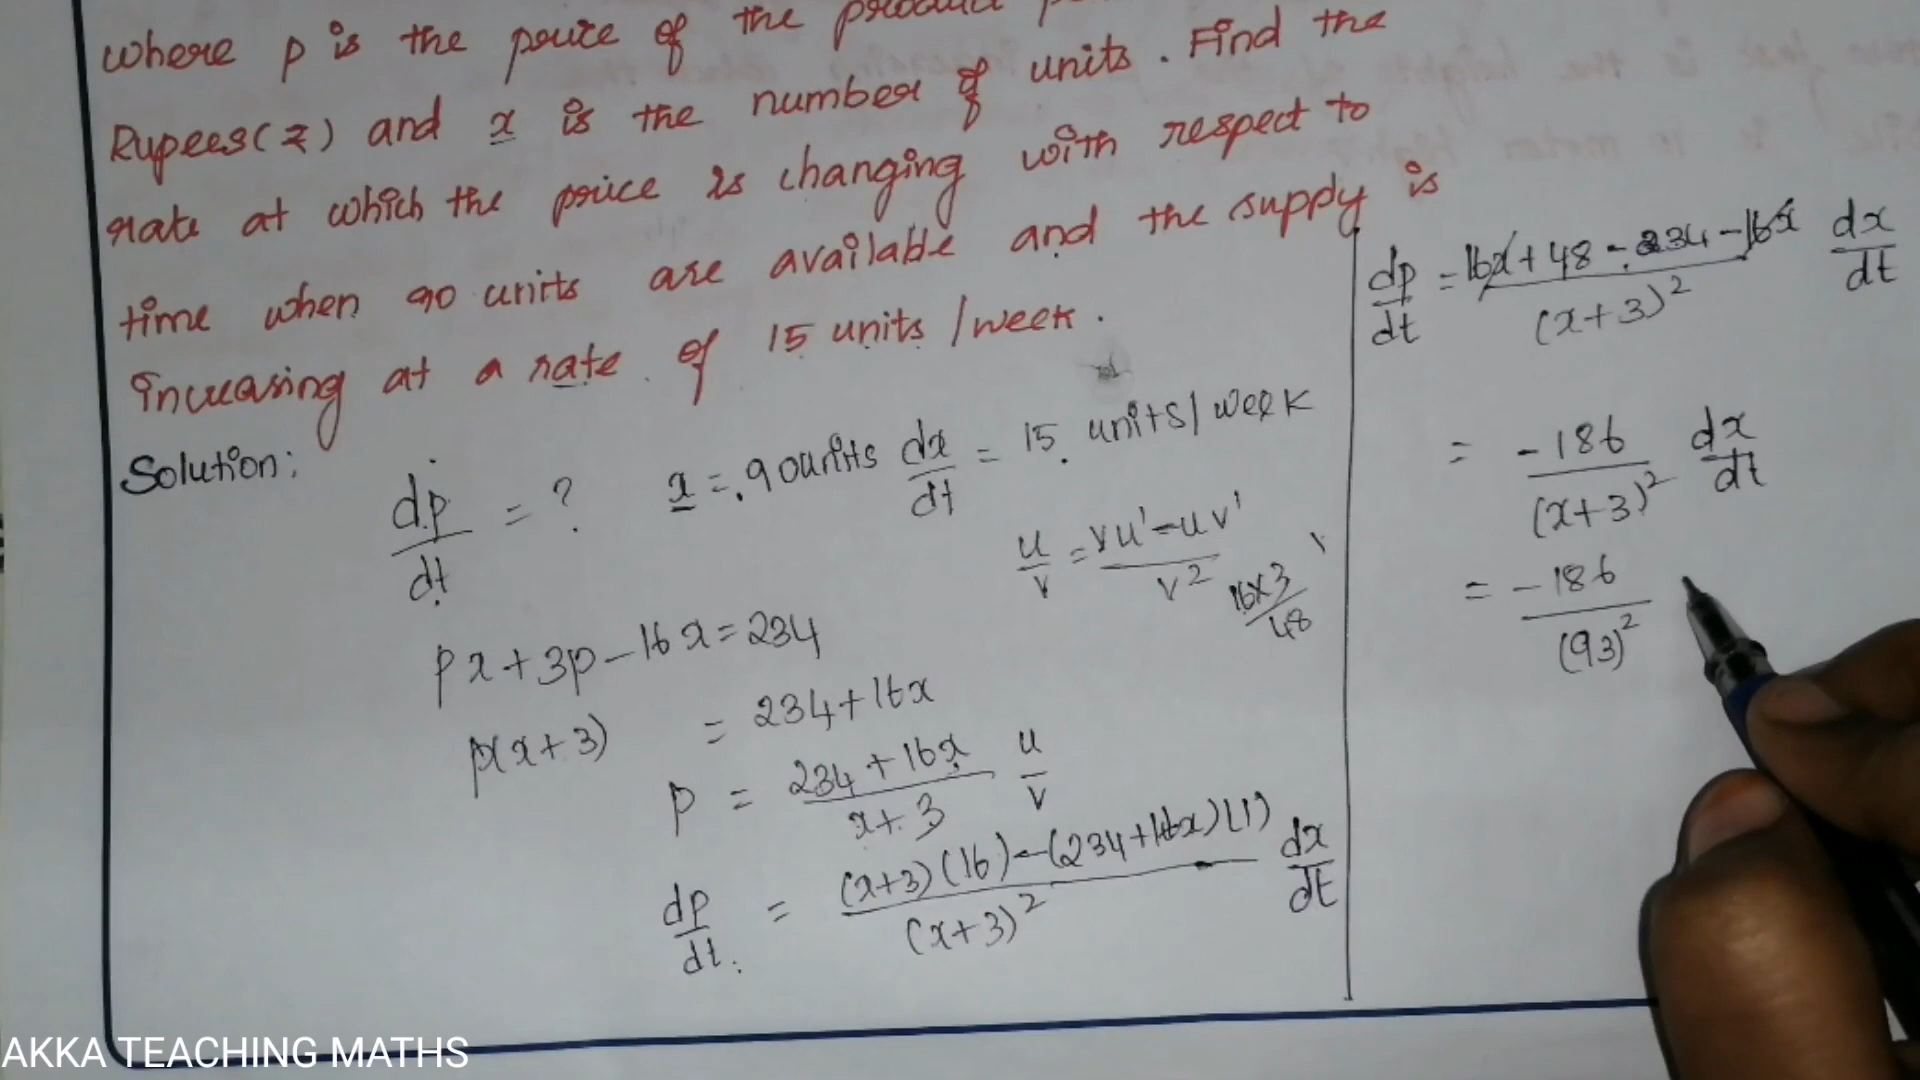 where p is the price of the product
Rupees(₹) and x is the number of units. Find the
rate at which the price is changing with respect to
time when 90 units are available and the supply is
increasing at a rate of 15 units / week.
Solution:
dp/dt = ? x = 90units dx/dt = 15 units / week
u/v = vu' - uv' / v²
16×3
48
px + 3p - 16x = 234
p(x+3) = 234 + 16x
p = 234 + 16x / x + 3 u/v
dp/dt = (x+3)(16) - (234+16x)(1) / (x+3)² dx/dt
dp/dt = 16x + 48 - 234 - 16x / (x+3)² dx/dt
= -186 / (x+3)² dx/dt
= -186 / (93)²
AKKA TEACHING MATHS